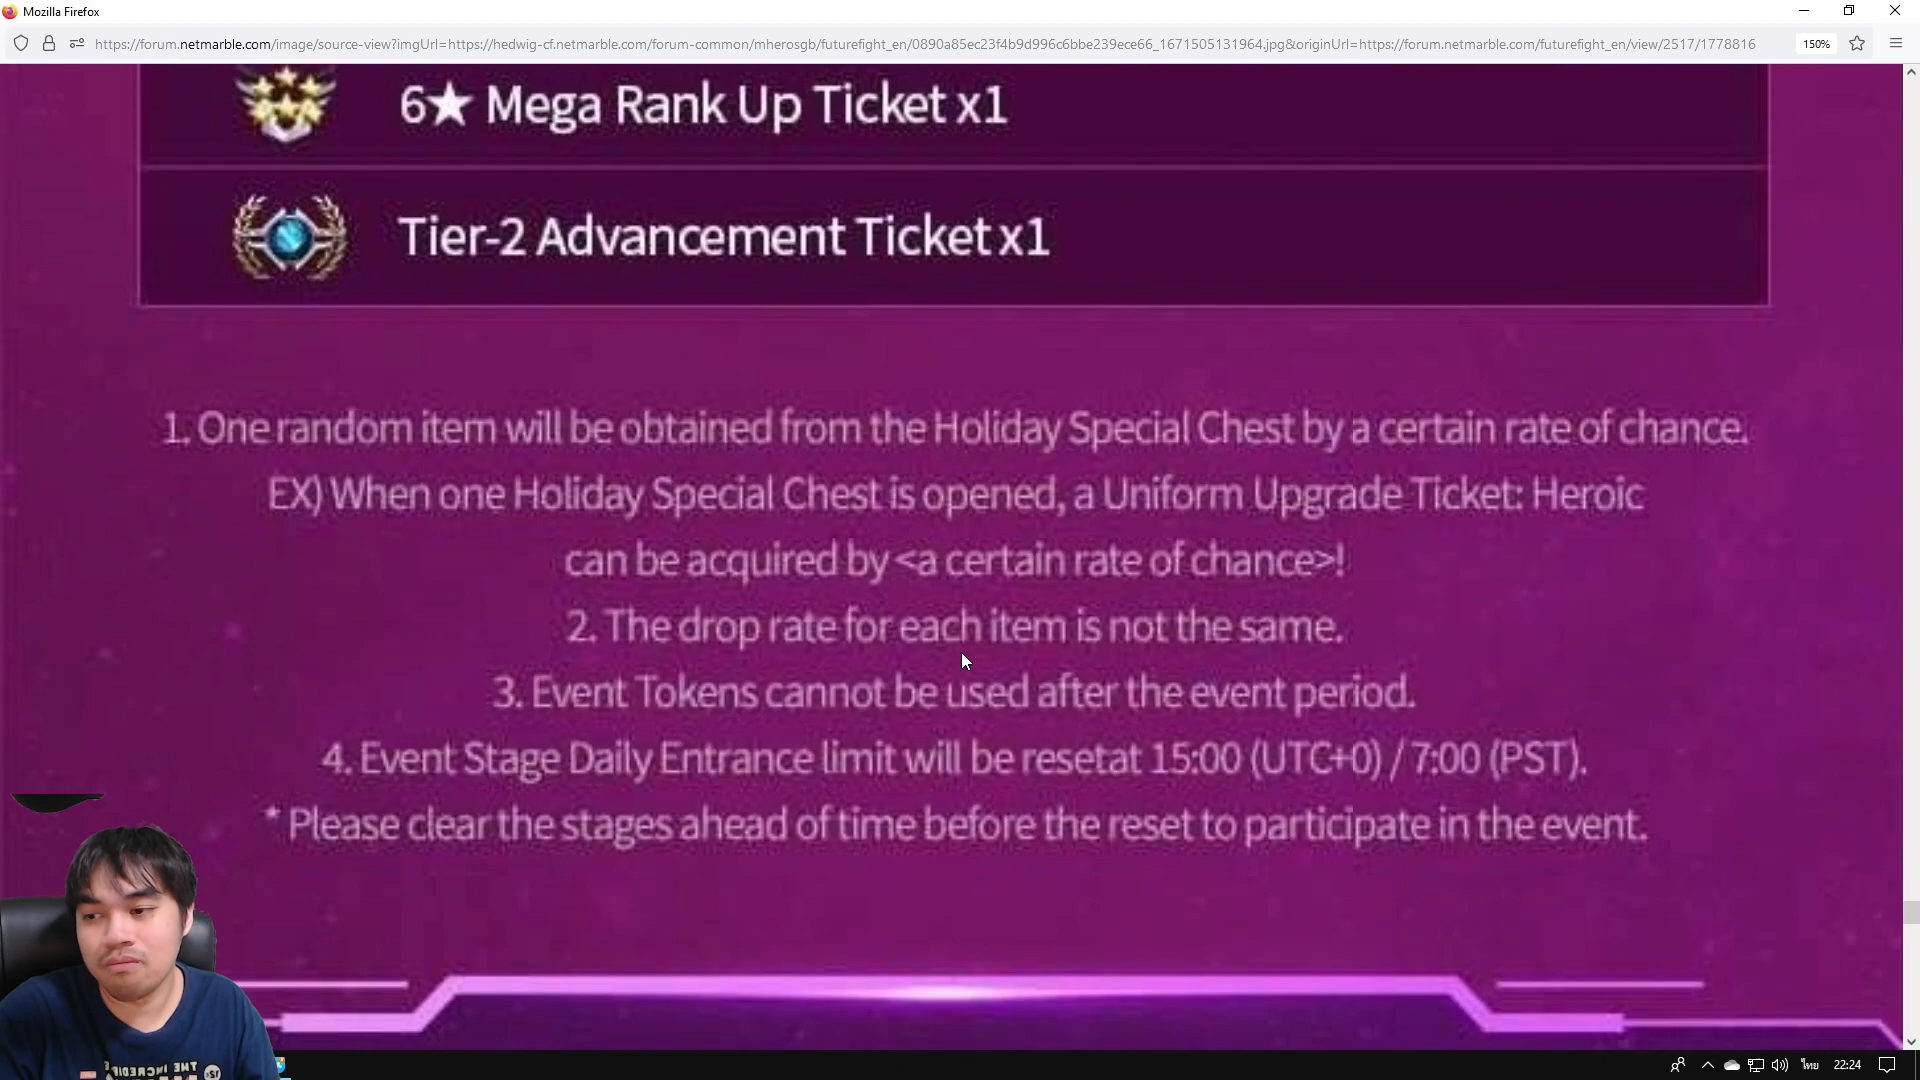 Mozilla Firefox
https://forum.netmarble.com/image/source-view?imgUrl=https://hedwig-cf.netmarble.com/forum-common/mherosgb/futurefight_en/0890a85ec23f4b9d996c6bbe239ece66_1671505131964.jpg&originUrl=https://forum.netmarble.com/futurefight_en/view/2517/1778816
150%
6★ Mega Rank Up Ticket x1
Tier-2 Advancement Ticket x1
1. One random item will be obtained from the Holiday Special Chest by a certain rate of chance.
EX) When one Holiday Special Chest is opened, a Uniform Upgrade Ticket: Heroic
can be acquired by <a certain rate of chance>!
2. The drop rate for each item is not the same.
3. Event Tokens cannot be used after the event period.
4. Event Stage Daily Entrance limit will be resetat 15:00 (UTC+0) / 7:00 (PST).
* Please clear the stages ahead of time before the reset to participate in the event.
ไทย
22:24